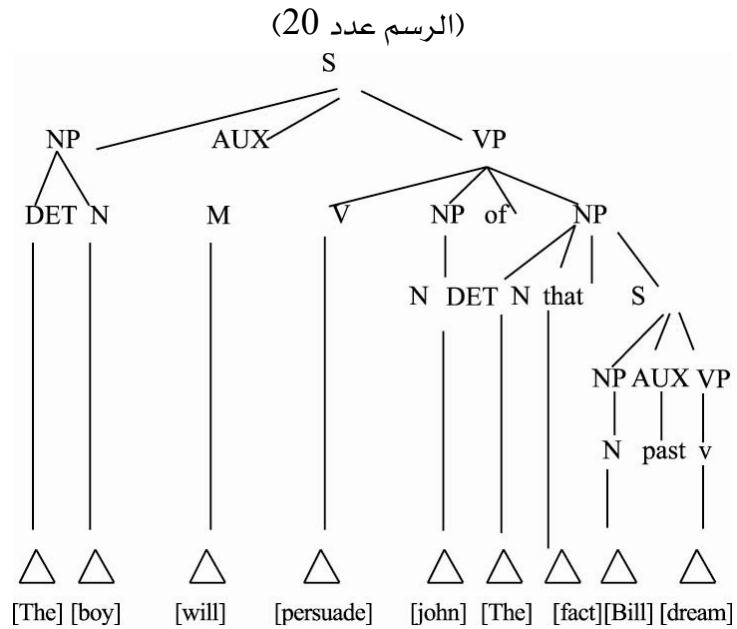 (الرسم عدد 20)
S
NP AUX VP
DET N M V NP of NP
N DET N that S
NP AUX VP
N past v
[The] [boy] [will] [persuade] [john] [The] [fact][Bill] [dream]